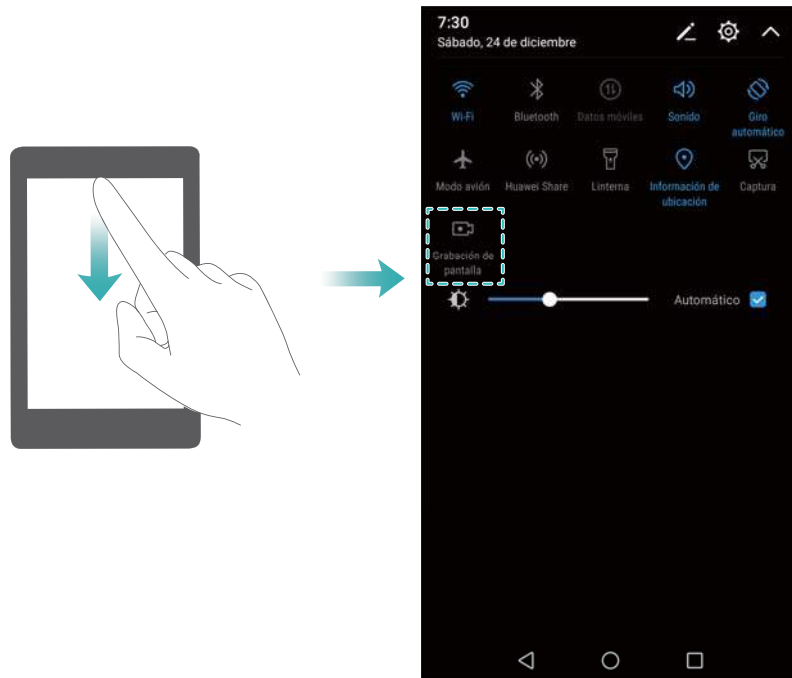 7:30
Sábado, 24 de diciembre
Wi-Fi
Bluetooth
Datos móviles
Sonido
Giro
automático
Modo avión
Huawei Share
Linterna
Información de
ubicación
Captura
Grabación de
pantalla
Automático